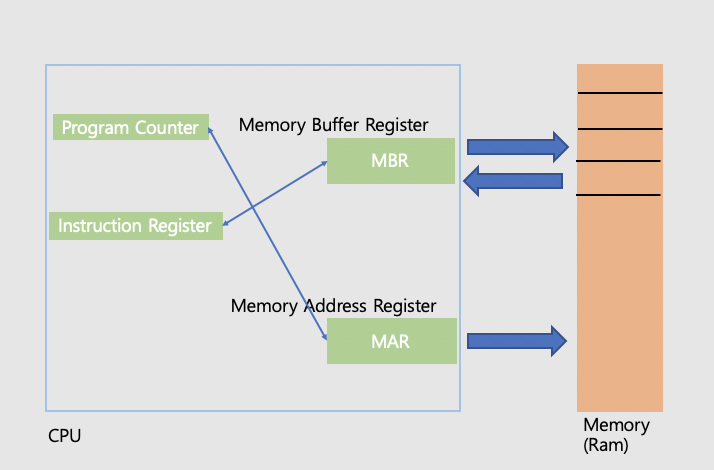 Program Counter
Memory Buffer Register
MBR
Instruction Register
Memory Address Register
MAR
CPU
Memory
(Ram)